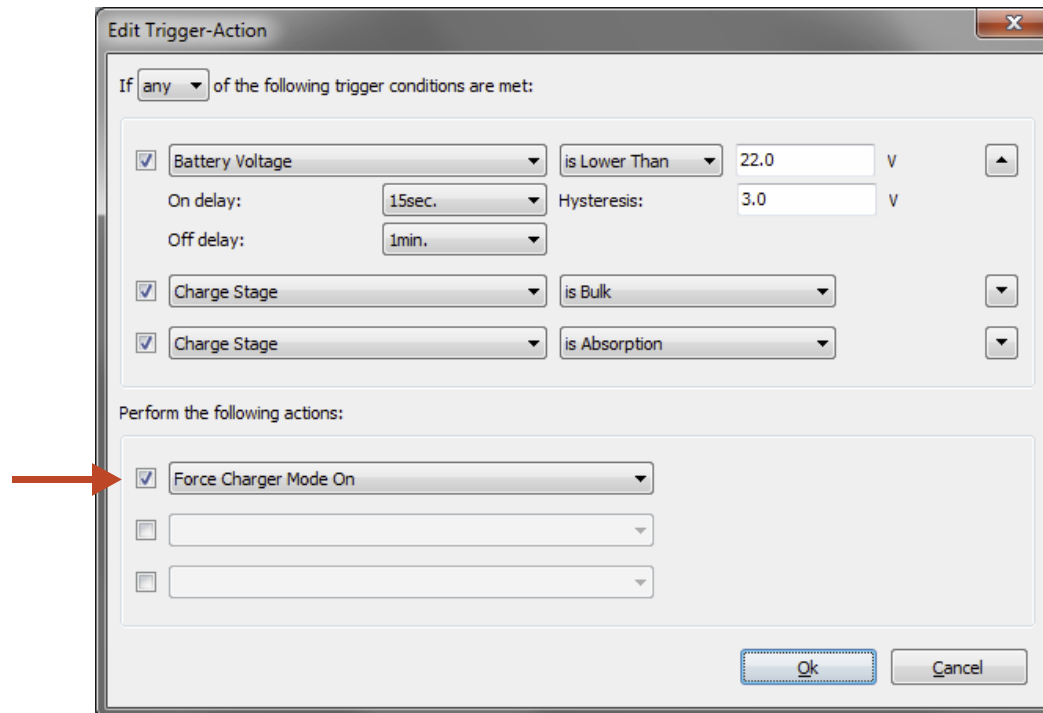 Edit Trigger-Action
If any of the following trigger conditions are met:
Battery Voltage is Lower Than 22.0 V
On delay: 15sec. Hysteresis: 3.0 V
Off delay: 1min.
Charge Stage is Bulk
Charge Stage is Absorption
Perform the following actions:
Force Charger Mode On
Ok Cancel